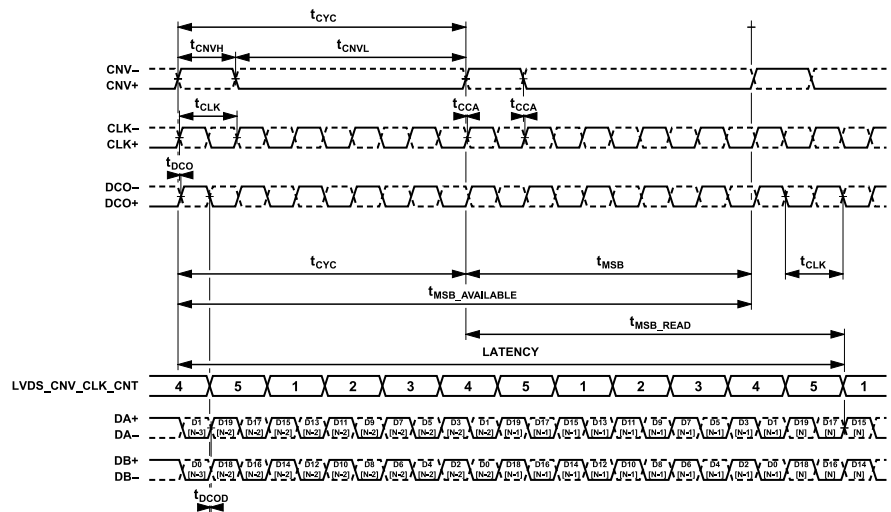 tCYC
tCNVH
tCNVL
CNV–
CNV+
tCLK
tCCA
tCCA
CLK–
CLK+
tDCO
DCO–
DCO+
tCYC
tMSB
tCLK
tMSB_AVAILABLE
tMSB_READ
LATENCY
LVDS_CNV_CLK_CNT 4 5 1 2 3 4 5 1 2 3 4 5 1
DA+ D1 D19 D17 D15 D13 D11 D9 D7 D5 D3 D1 D19 D17 D15 D13 D11 D9 D7 D5 D3 D1 D19 D17 D15
DA– [N-3] [N-2] [N-2] [N-2] [N-2] [N-2] [N-2] [N-2] [N-2] [N-2] [N-2] [N-1] [N-1] [N-1] [N-1] [N-1] [N-1] [N-1] [N-1] [N-1] [N-1] [N] [N] [N]
DB+ D0 D18 D16 D14 D12 D10 D8 D6 D4 D2 D0 D18 D16 D14 D12 D10 D8 D6 D4 D2 D0 D18 D16 D14
DB– [N-3] [N-2] [N-2] [N-2] [N-2] [N-2] [N-2] [N-2] [N-2] [N-2] [N-2] [N-1] [N-1] [N-1] [N-1] [N-1] [N-1] [N-1] [N-1] [N-1] [N-1] [N] [N] [N]
tDCOD